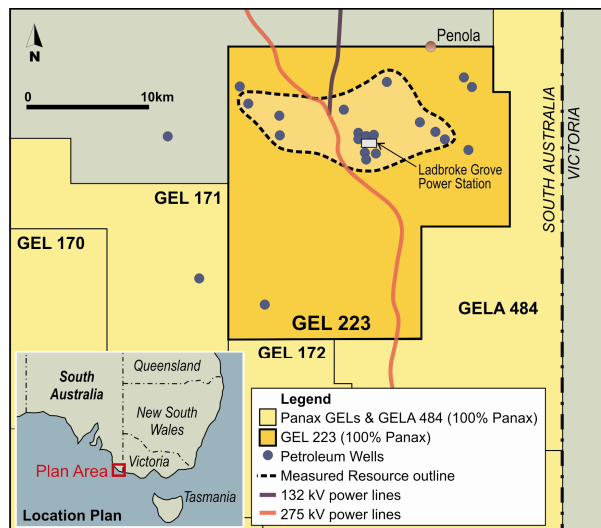 Penola
N
0
10km
Ladbroke Grove
Power Station
SOUTH AUSTRALIA
VICTORIA
GEL 171
GEL 170
GELA 484
GEL 223
GEL 172
Queensland
South
Australia
New South
Wales
Victoria
Plan Area
Tasmania
Location Plan
Legend
Panax GELs & GELA 484 (100% Panax)
GEL 223 (100% Panax)
Petroleum Wells
Measured Resource outline
132 kV power lines
275 kV power lines